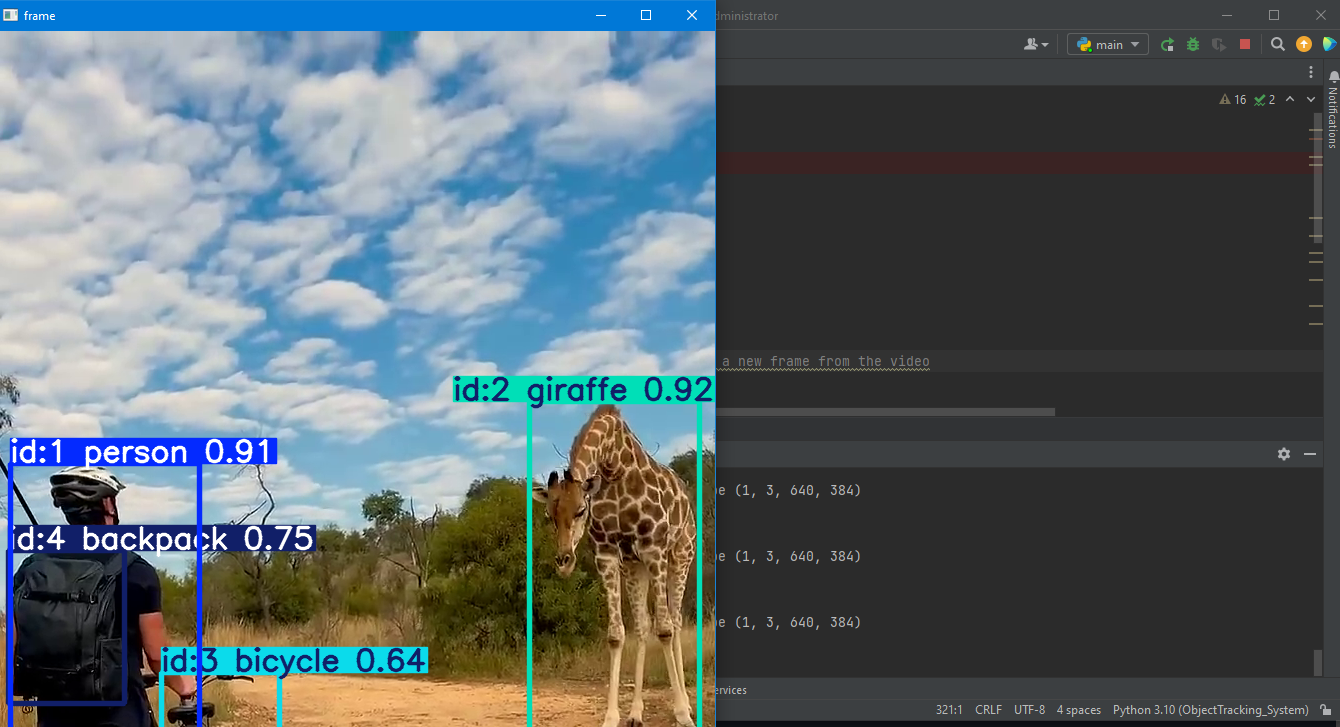 frame
main
16
2
Notifications
a new frame from the video
id:2 giraffe 0.92
id:1 person 0.91
id:4 backpack 0.75
id:3 bicycle 0.64
(1, 3, 640, 384)
(1, 3, 640, 384)
(1, 3, 640, 384)
321:1 CRLF UTF-8 4 spaces Python 3.10 (ObjectTracking_System)